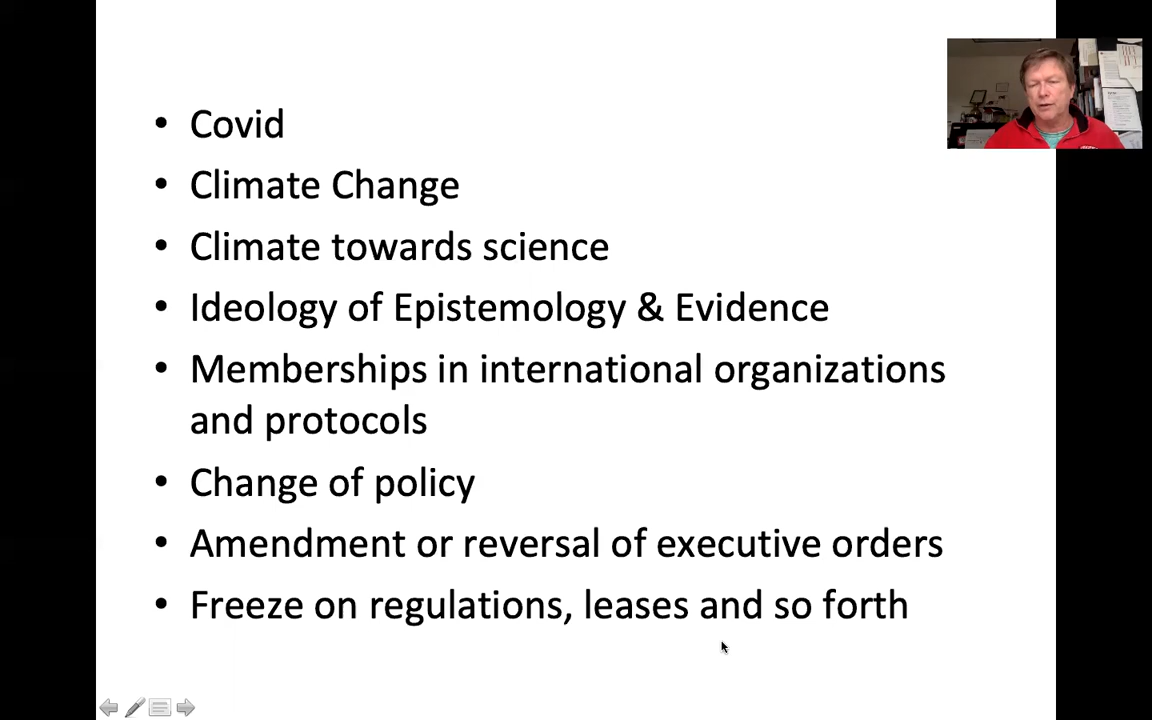 • Covid
• Climate Change
• Climate towards science
• Ideology of Epistemology & Evidence
• Memberships in international organizations
and protocols
• Change of policy
• Amendment or reversal of executive orders
• Freeze on regulations, leases and so forth